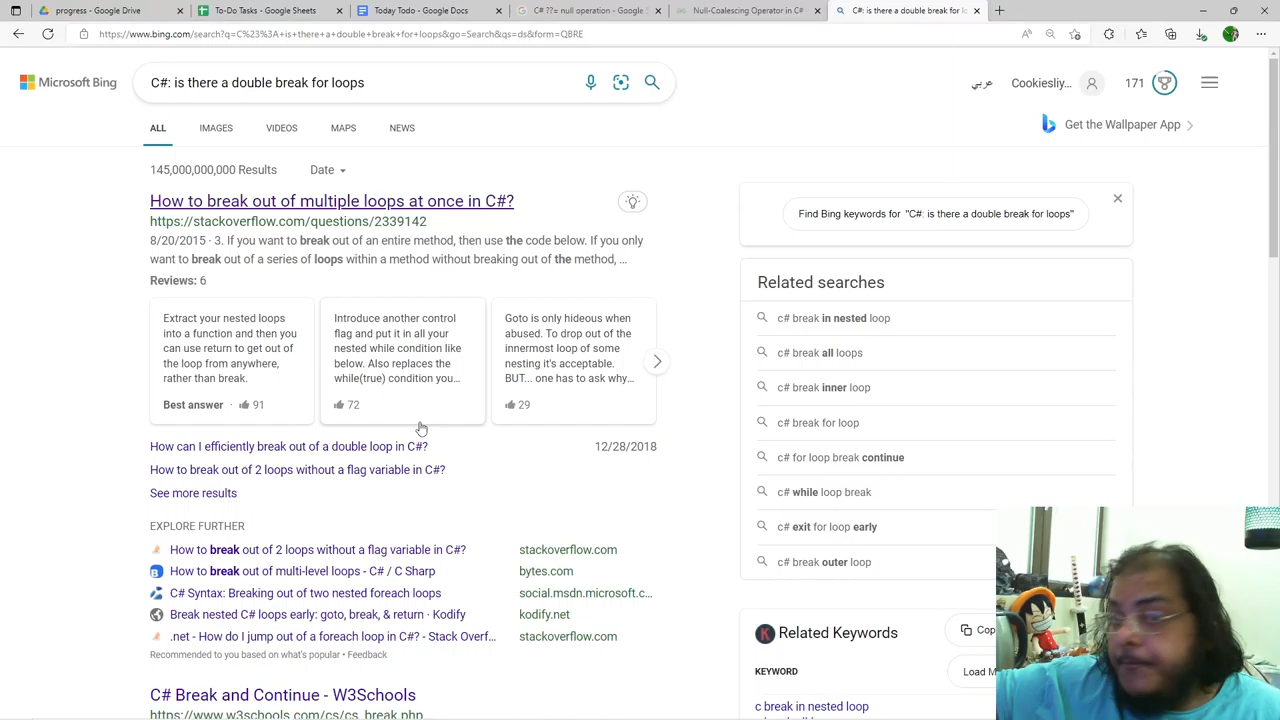 progress - Google Drive
To-Do Tasks - Google Sheets
Today Todo - Google Docs
C# ??= null operation - Google S
Null-Coalescing Operator in C#
C#: is there a double break for lo
https://www.bing.com/search?q=C%23%3A+is+there+a+double+break+for+loops&go=Search&qs=ds&form=QBRE
Microsoft Bing
C#: is there a double break for loops
عربي
Cookiesliy...
171
ALL
IMAGES
VIDEOS
MAPS
NEWS
Get the Wallpaper App
145,000,000,000 Results
Date
How to break out of multiple loops at once in C#?
https://stackoverflow.com/questions/2339142
8/20/2015 · 3. If you want to break out of an entire method, then use the code below. If you only
want to break out of a series of loops within a method without breaking out of the method, ...
Reviews: 6
Extract your nested loops
into a function and then you
can use return to get out of
the loop from anywhere,
rather than break.
Best answer · 91
Introduce another control
flag and put it in all your
nested while condition like
below. Also replaces the
while(true) condition you...
72
Goto is only hideous when
abused. To drop out of the
innermost loop of some
nesting it's acceptable.
BUT... one has to ask why...
29
How can I efficiently break out of a double loop in C#?
12/28/2018
How to break out of 2 loops without a flag variable in C#?
See more results
EXPLORE FURTHER
How to break out of 2 loops without a flag variable in C#?
stackoverflow.com
How to break out of multi-level loops - C# / C Sharp
bytes.com
C# Syntax: Breaking out of two nested foreach loops
social.msdn.microsoft.c...
Break nested C# loops early: goto, break, & return · Kodify
kodify.net
.net - How do I jump out of a foreach loop in C#? - Stack Overf...
stackoverflow.com
Recommended to you based on what's popular • Feedback
C# Break and Continue - W3Schools
https://www.w3schools.com/cs/cs_break.php
Find Bing keywords for "C#: is there a double break for loops"
Related searches
c# break in nested loop
c# break all loops
c# break inner loop
c# break for loop
c# for loop break continue
c# while loop break
c# exit for loop early
c# break outer loop
K
Related Keywords
Cop
KEYWORD
Load M
c break in nested loop